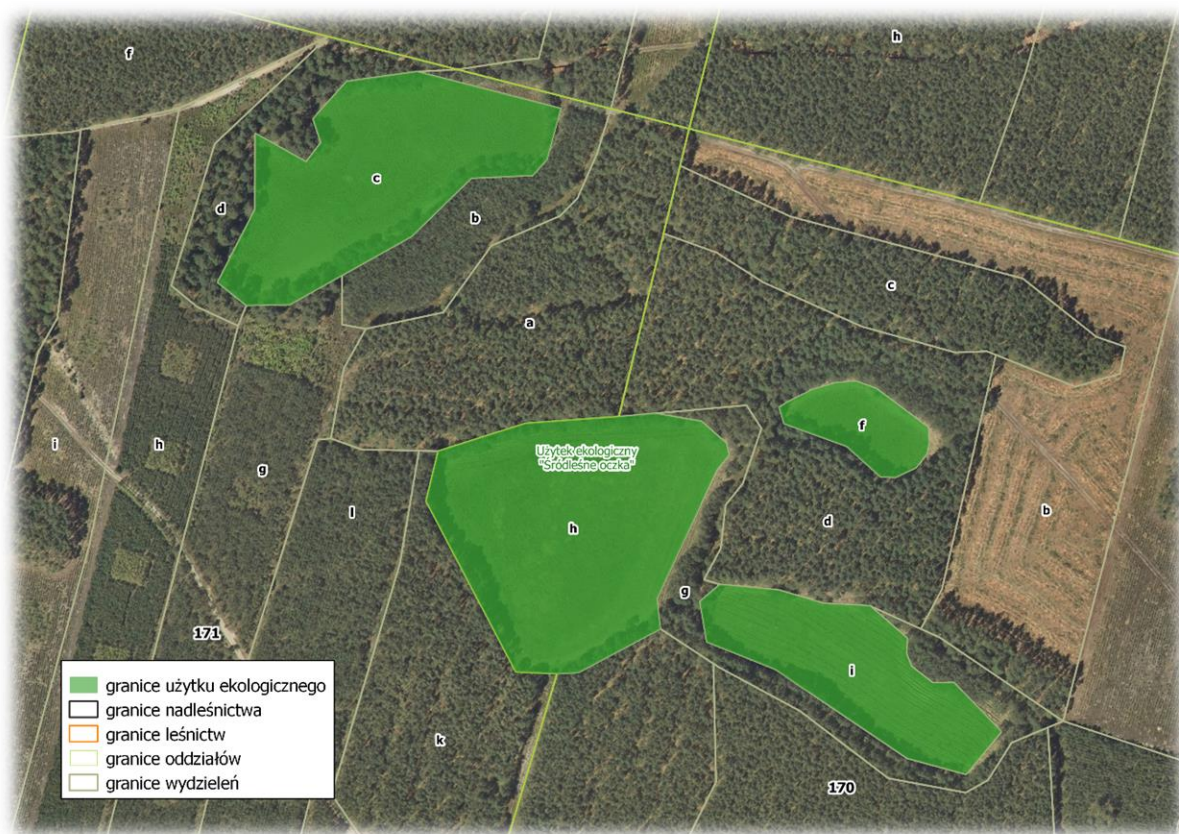 f
h
c
d
b
c
a
f
Użytek ekologiczny
"Śródleśne oczka"
i
h
g
l
h
d
b
g
171
i
k
170
granice użytku ekologicznego
granice nadleśnictwa
granice leśnictw
granice oddziałów
granice wydzieleń